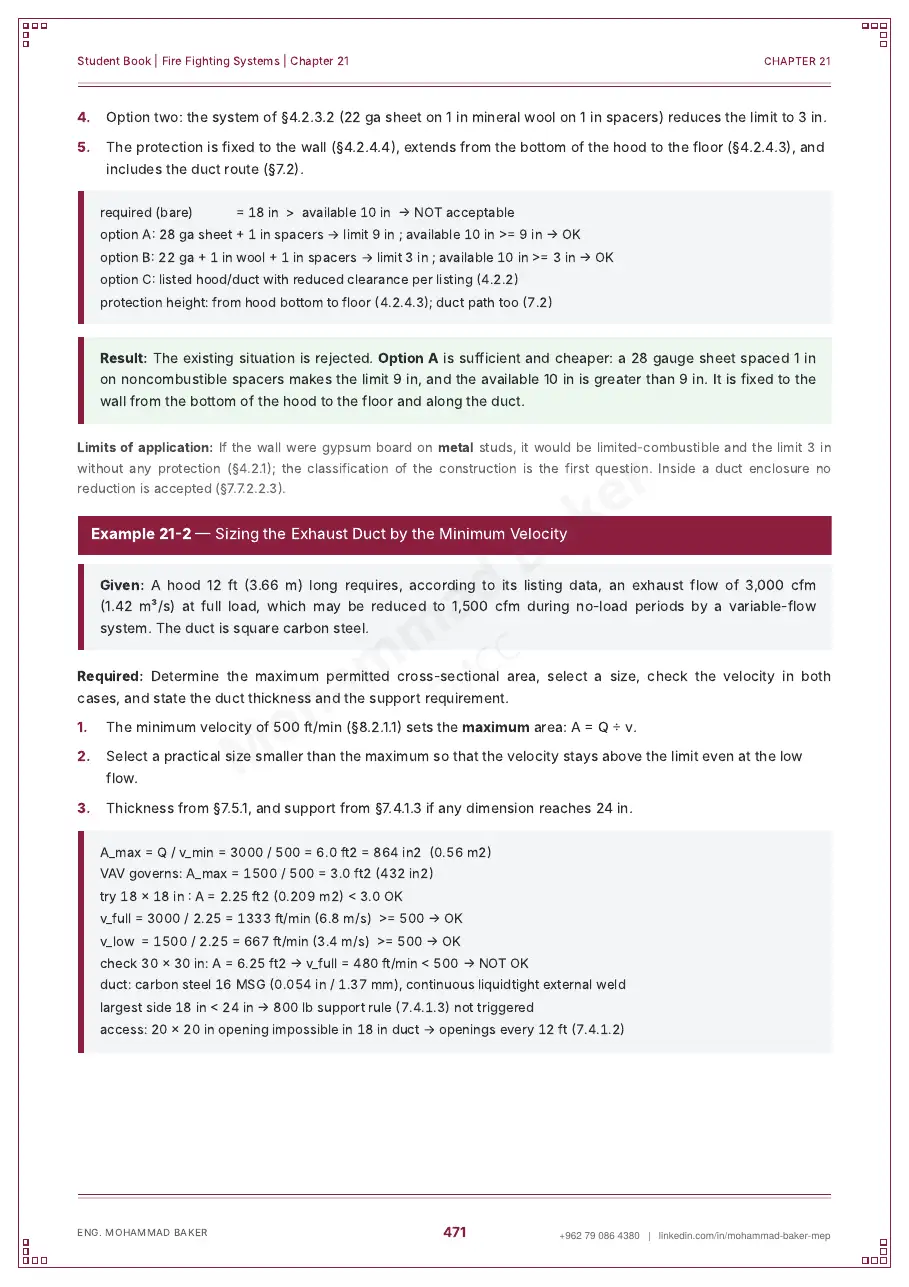 Student Book | Fire Fighting Systems | Chapter 21
CHAPTER 21
4. Option two: the system of §4.2.3.2 (22 ga sheet on 1 in mineral wool on 1 in spacers) reduces the limit to 3 in.
5. The protection is fixed to the wall (§4.2.4.4), extends from the bottom of the hood to the floor (§4.2.4.3), and
includes the duct route (§7.2).
required (bare) = 18 in > available 10 in → NOT acceptable
option A: 28 ga sheet + 1 in spacers → limit 9 in ; available 10 in >= 9 in → OK
option B: 22 ga + 1 in wool + 1 in spacers → limit 3 in ; available 10 in >= 3 in → OK
option C: listed hood/duct with reduced clearance per listing (4.2.2)
protection height: from hood bottom to floor (4.2.4.3); duct path too (7.2)
Result: The existing situation is rejected. Option A is sufficient and cheaper: a 28 gauge sheet spaced 1 in
on noncombustible spacers makes the limit 9 in, and the available 10 in is greater than 9 in. It is fixed to the
wall from the bottom of the hood to the floor and along the duct.
Limits of application: If the wall were gypsum board on metal studs, it would be limited-combustible and the limit 3 in
without any protection (§4.2.1); the classification of the construction is the first question. Inside a duct enclosure no
reduction is accepted (§7.7.2.2.3).
Example 21-2 — Sizing the Exhaust Duct by the Minimum Velocity
Given: A hood 12 ft (3.66 m) long requires, according to its listing data, an exhaust flow of 3,000 cfm
(1.42 m³/s) at full load, which may be reduced to 1,500 cfm during no-load periods by a variable-flow
system. The duct is square carbon steel.
Required: Determine the maximum permitted cross-sectional area, select a size, check the velocity in both
cases, and state the duct thickness and the support requirement.
1. The minimum velocity of 500 ft/min (§8.2.1.1) sets the maximum area: A = Q ÷ v.
2. Select a practical size smaller than the maximum so that the velocity stays above the limit even at the low
flow.
3. Thickness from §7.5.1, and support from §7.4.1.3 if any dimension reaches 24 in.
A_max = Q / v_min = 3000 / 500 = 6.0 ft2 = 864 in2 (0.56 m2)
VAV governs: A_max = 1500 / 500 = 3.0 ft2 (432 in2)
try 18 × 18 in : A = 2.25 ft2 (0.209 m2) < 3.0 OK
v_full = 3000 / 2.25 = 1333 ft/min (6.8 m/s) >= 500 → OK
v_low = 1500 / 2.25 = 667 ft/min (3.4 m/s) >= 500 → OK
check 30 × 30 in: A = 6.25 ft2 → v_full = 480 ft/min < 500 → NOT OK
duct: carbon steel 16 MSG (0.054 in / 1.37 mm), continuous liquidtight external weld
largest side 18 in < 24 in → 800 lb support rule (7.4.1.3) not triggered
access: 20 × 20 in opening impossible in 18 in duct → openings every 12 ft (7.4.1.2)
Mohammad Baker
ENG. MOHAMMAD BAKER
471
+962 79 086 4380 | linkedin.com/in/mohammad-baker-mep